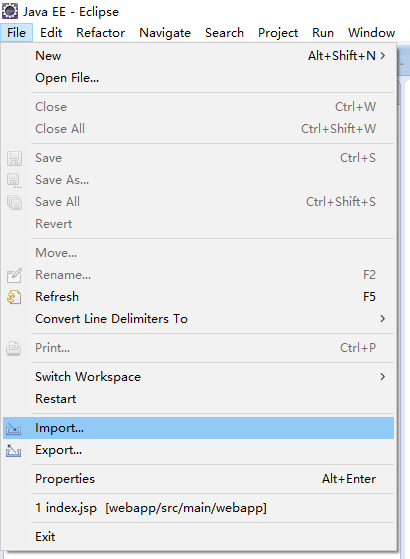 Java EE - Eclipse
File Edit Refactor Navigate Search Project Run Window
New Alt+Shift+N >
Open File...
Close Ctrl+W
Close All Ctrl+Shift+W
Save Ctrl+S
Save As...
Save All Ctrl+Shift+S
Revert
Move...
Rename... F2
Refresh F5
Convert Line Delimiters To >
Print... Ctrl+P
Switch Workspace >
Restart
Import...
Export...
Properties Alt+Enter
1 index.jsp [webapp/src/main/webapp]
Exit